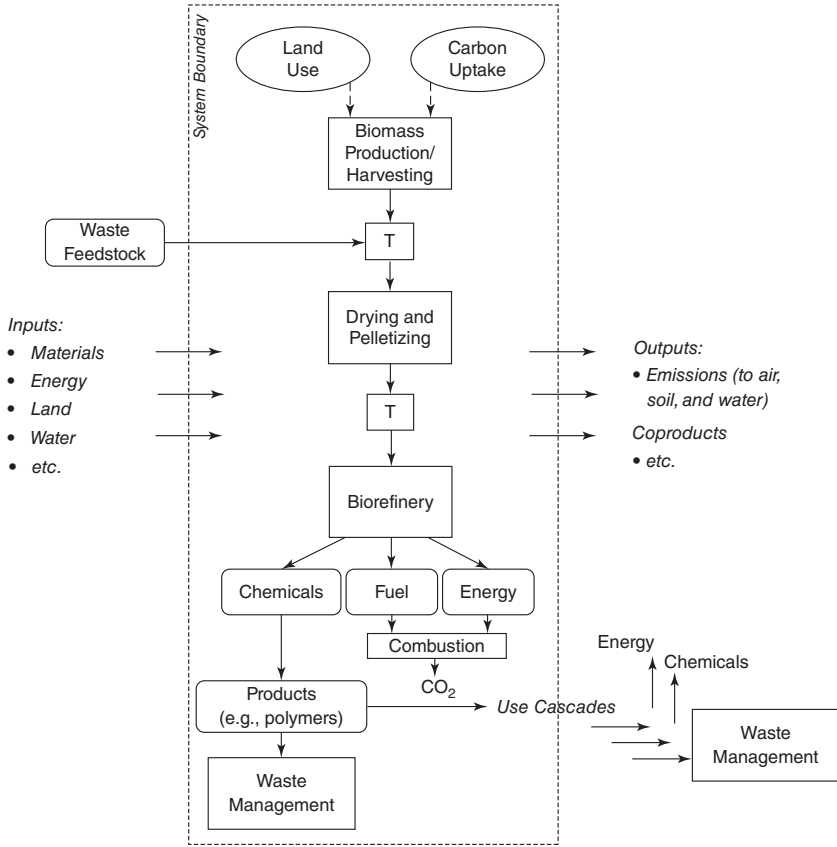 System Boundary
Land
Use
Carbon
Uptake
Biomass
Production/
Harvesting
Waste
Feedstock
T
Drying and
Pelletizing
Inputs:
• Materials
• Energy
• Land
• Water
• etc.
Outputs:
• Emissions (to air,
soil, and water)
Coproducts
• etc.
T
Biorefinery
Chemicals
Fuel
Energy
Combustion
CO₂
Products
(e.g., polymers)
Use Cascades
Energy
Chemicals
Waste
Management
Waste
Management